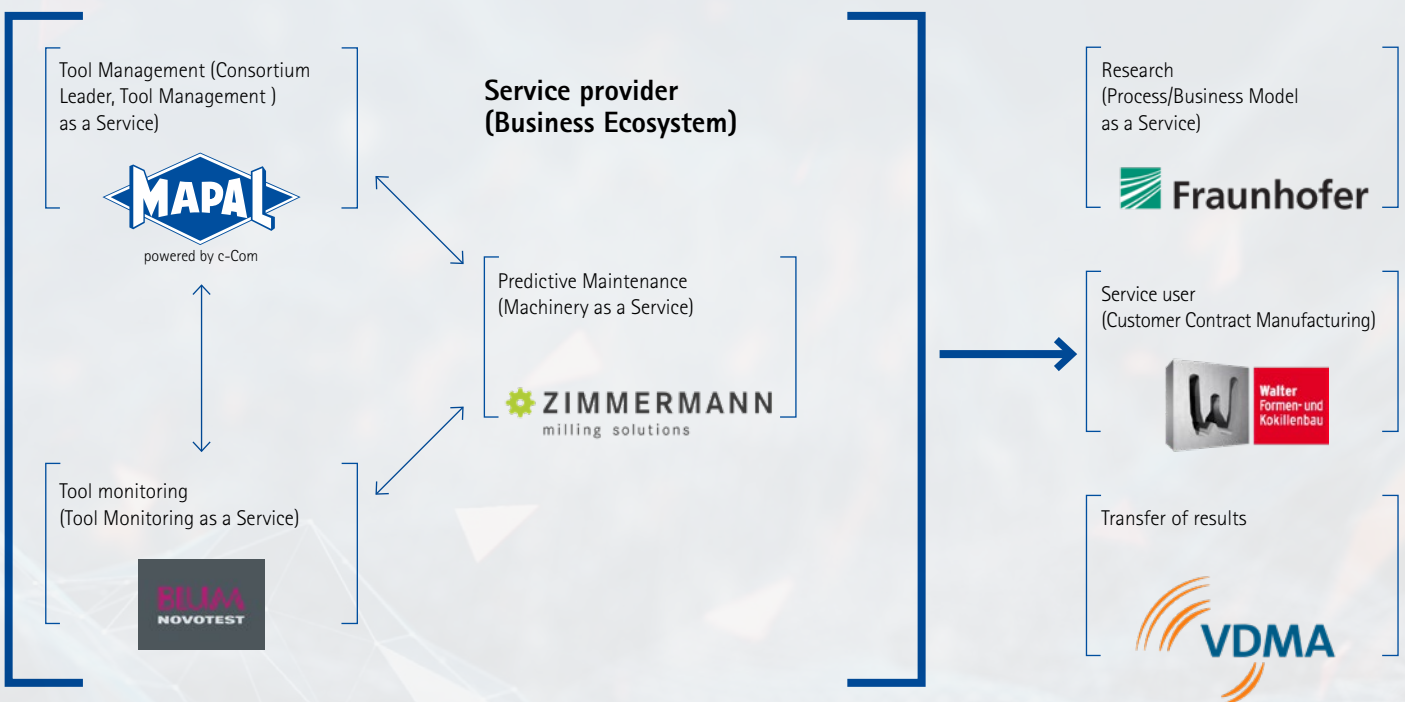 Tool Management (Consortium
Leader, Tool Management )
as a Service)
MAPAL
powered by c-Com
Service provider
(Business Ecosystem)
Predictive Maintenance
(Machinery as a Service)
ZIMMERMANN
milling solutions
Tool monitoring
(Tool Monitoring as a Service)
BLUM
NOVOTEST
Research
(Process/Business Model
as a Service)
Fraunhofer
Service user
(Customer Contract Manufacturing)
Walter
Formen- und
Kokillenbau
Transfer of results
VDMA